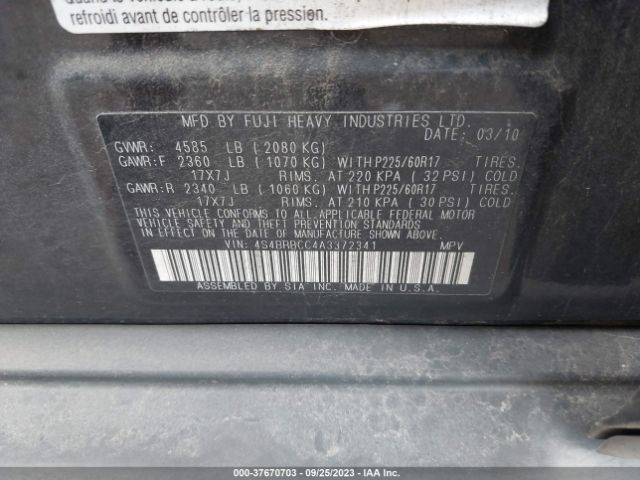 refroidi avant de contrôler la pression.
MFD BY FUJI HEAVY INDUSTRIES LTD.
DATE: 03/10
GVWR: 4585 LB (2080 KG)
GAWR:F 2360 LB (1070 KG) WITH P225/60R17 TIRES.
17X7J RIMS. AT 220 KPA (32 PSI) COLD
GAWR:R 2340 LB (1060 KG) WITH P225/60R17 TIRES.
17X7J RIMS. AT 210 KPA (30 PSI) COLD
THIS VEHICLE CONFORMS TO ALL APPLICABLE FEDERAL MOTOR
VEHICLE SAFETY AND THEFT PREVENTION STANDARDS
IN EFFECT ON THE DATE OF MANUFACTURE SHOWN ABOVE.
VIN: 4S4BRBCC4A3372341 MPV
ASSEMBLED BY SIA INC. MADE IN U.S.A.
000-37670703 - 09/25/2023 - IAA Inc.